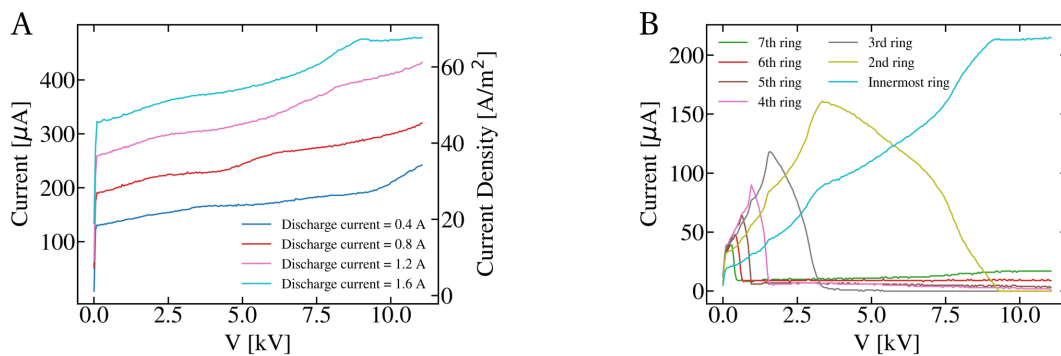 A
Current [μA]
400
300
200
100
Current Density [A/m²]
60
40
20
0
Discharge current = 0.4 A
Discharge current = 0.8 A
Discharge current = 1.2 A
Discharge current = 1.6 A
0.0 2.5 5.0 7.5 10.0
V [kV]
B
Current [μA]
200
150
100
50
0
7th ring
6th ring
5th ring
4th ring
3rd ring
2nd ring
Innermost ring
0.0 2.5 5.0 7.5 10.0
V [kV]